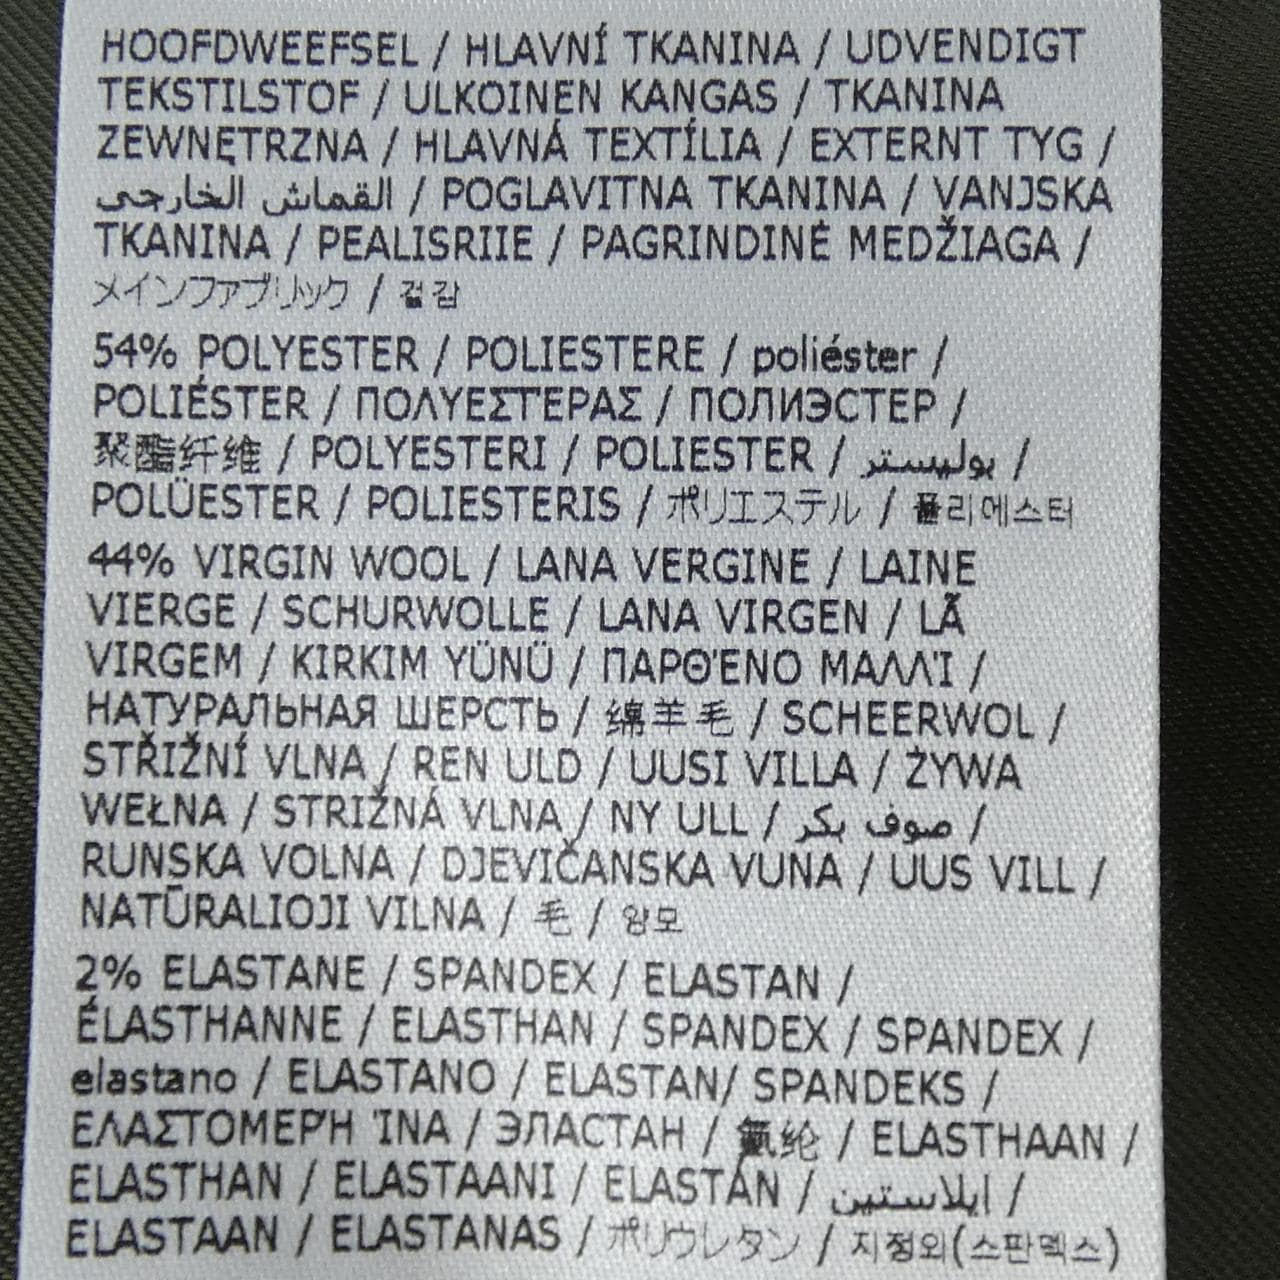 HOOFDWEEFSEL / HLAVNÍ TKANINA / UDVENDIGT
TEKSTILSTOF / ULKOINEN KANGAS / TKANINA
ZEWNĘTRZNA / HLAVNÁ TEXTÍLIA / EXTERNT TYG /
القماش الخارجي / POGLAVITNA TKANINA / VANJSKA
TKANINA / PEALISRIIE / PAGRINDINĖ MEDŽIAGA /
メインファブリック / 겉감
54% POLYESTER / POLIESTERE / poliéster /
POLIÉSTER / ΠΟΛΥΕΣΤΕΡΑΣ / ПОЛИЭСТЕР /
聚酯纤维 / POLYESTERI / POLIESTER / بوليستر /
POLÜESTER / POLIESTERIS / ポリエステル / 폴리에스터
44% VIRGIN WOOL / LANA VERGINE / LAINE
VIERGE / SCHURWOLLE / LANA VIRGEN / LÃ
VIRGEM / KIRKIM YÜNÜ / ΠΑΡΘΈΝΟ ΜΑΛΛΊ /
НАТУРАЛЬНАЯ ШЕРСТЬ / 绵羊毛 / SCHEERWOL /
STŘIŽNÍ VLNA / REN ULD / UUSI VILLA / ŻYWA
WEŁNA / STRIŽNÁ VLNA / NY ULL / صوف بكر /
RUNSKA VOLNA / DJEVIČANSKA VUNA / UUS VILL /
NATŪRALIOJI VILNA / 毛 / 양모
2% ELASTANE / SPANDEX / ELASTAN /
ÉLASTHANNE / ELASTHAN / SPANDEX / SPANDEX /
elastano / ELASTANO / ELASTAN/ SPANDEKS /
ΕΛΑΣΤΟΜΕΡΉ ΊΝΑ / ЭЛАСТАН / 氨纶 / ELASTHAAN /
ELASTHAN / ELASTAANI / ELASTÁN / ايلاستين /
ELASTAAN / ELASTANAS / ポリウレタン / 지정외(스판덱스)